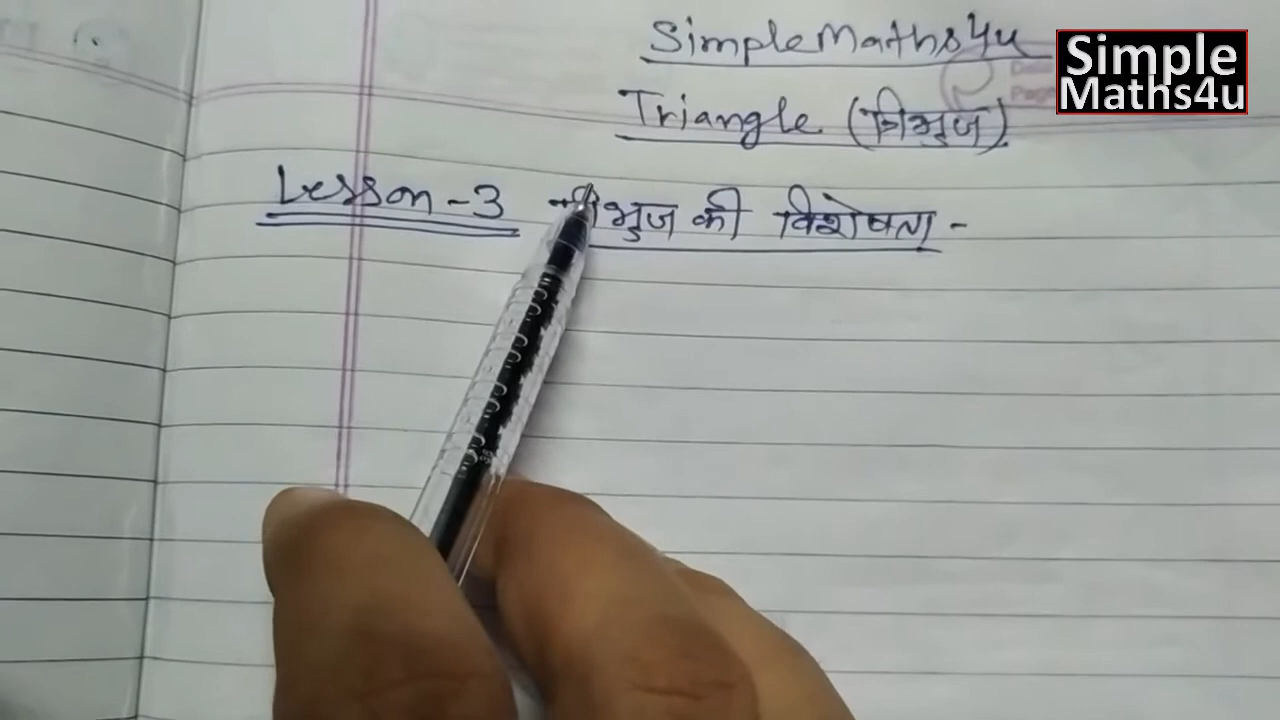 SimpleMaths4u
Simple
Maths4u
Triangle (त्रिभुज)
Lesson-3 त्रिभुज की विशेषता -